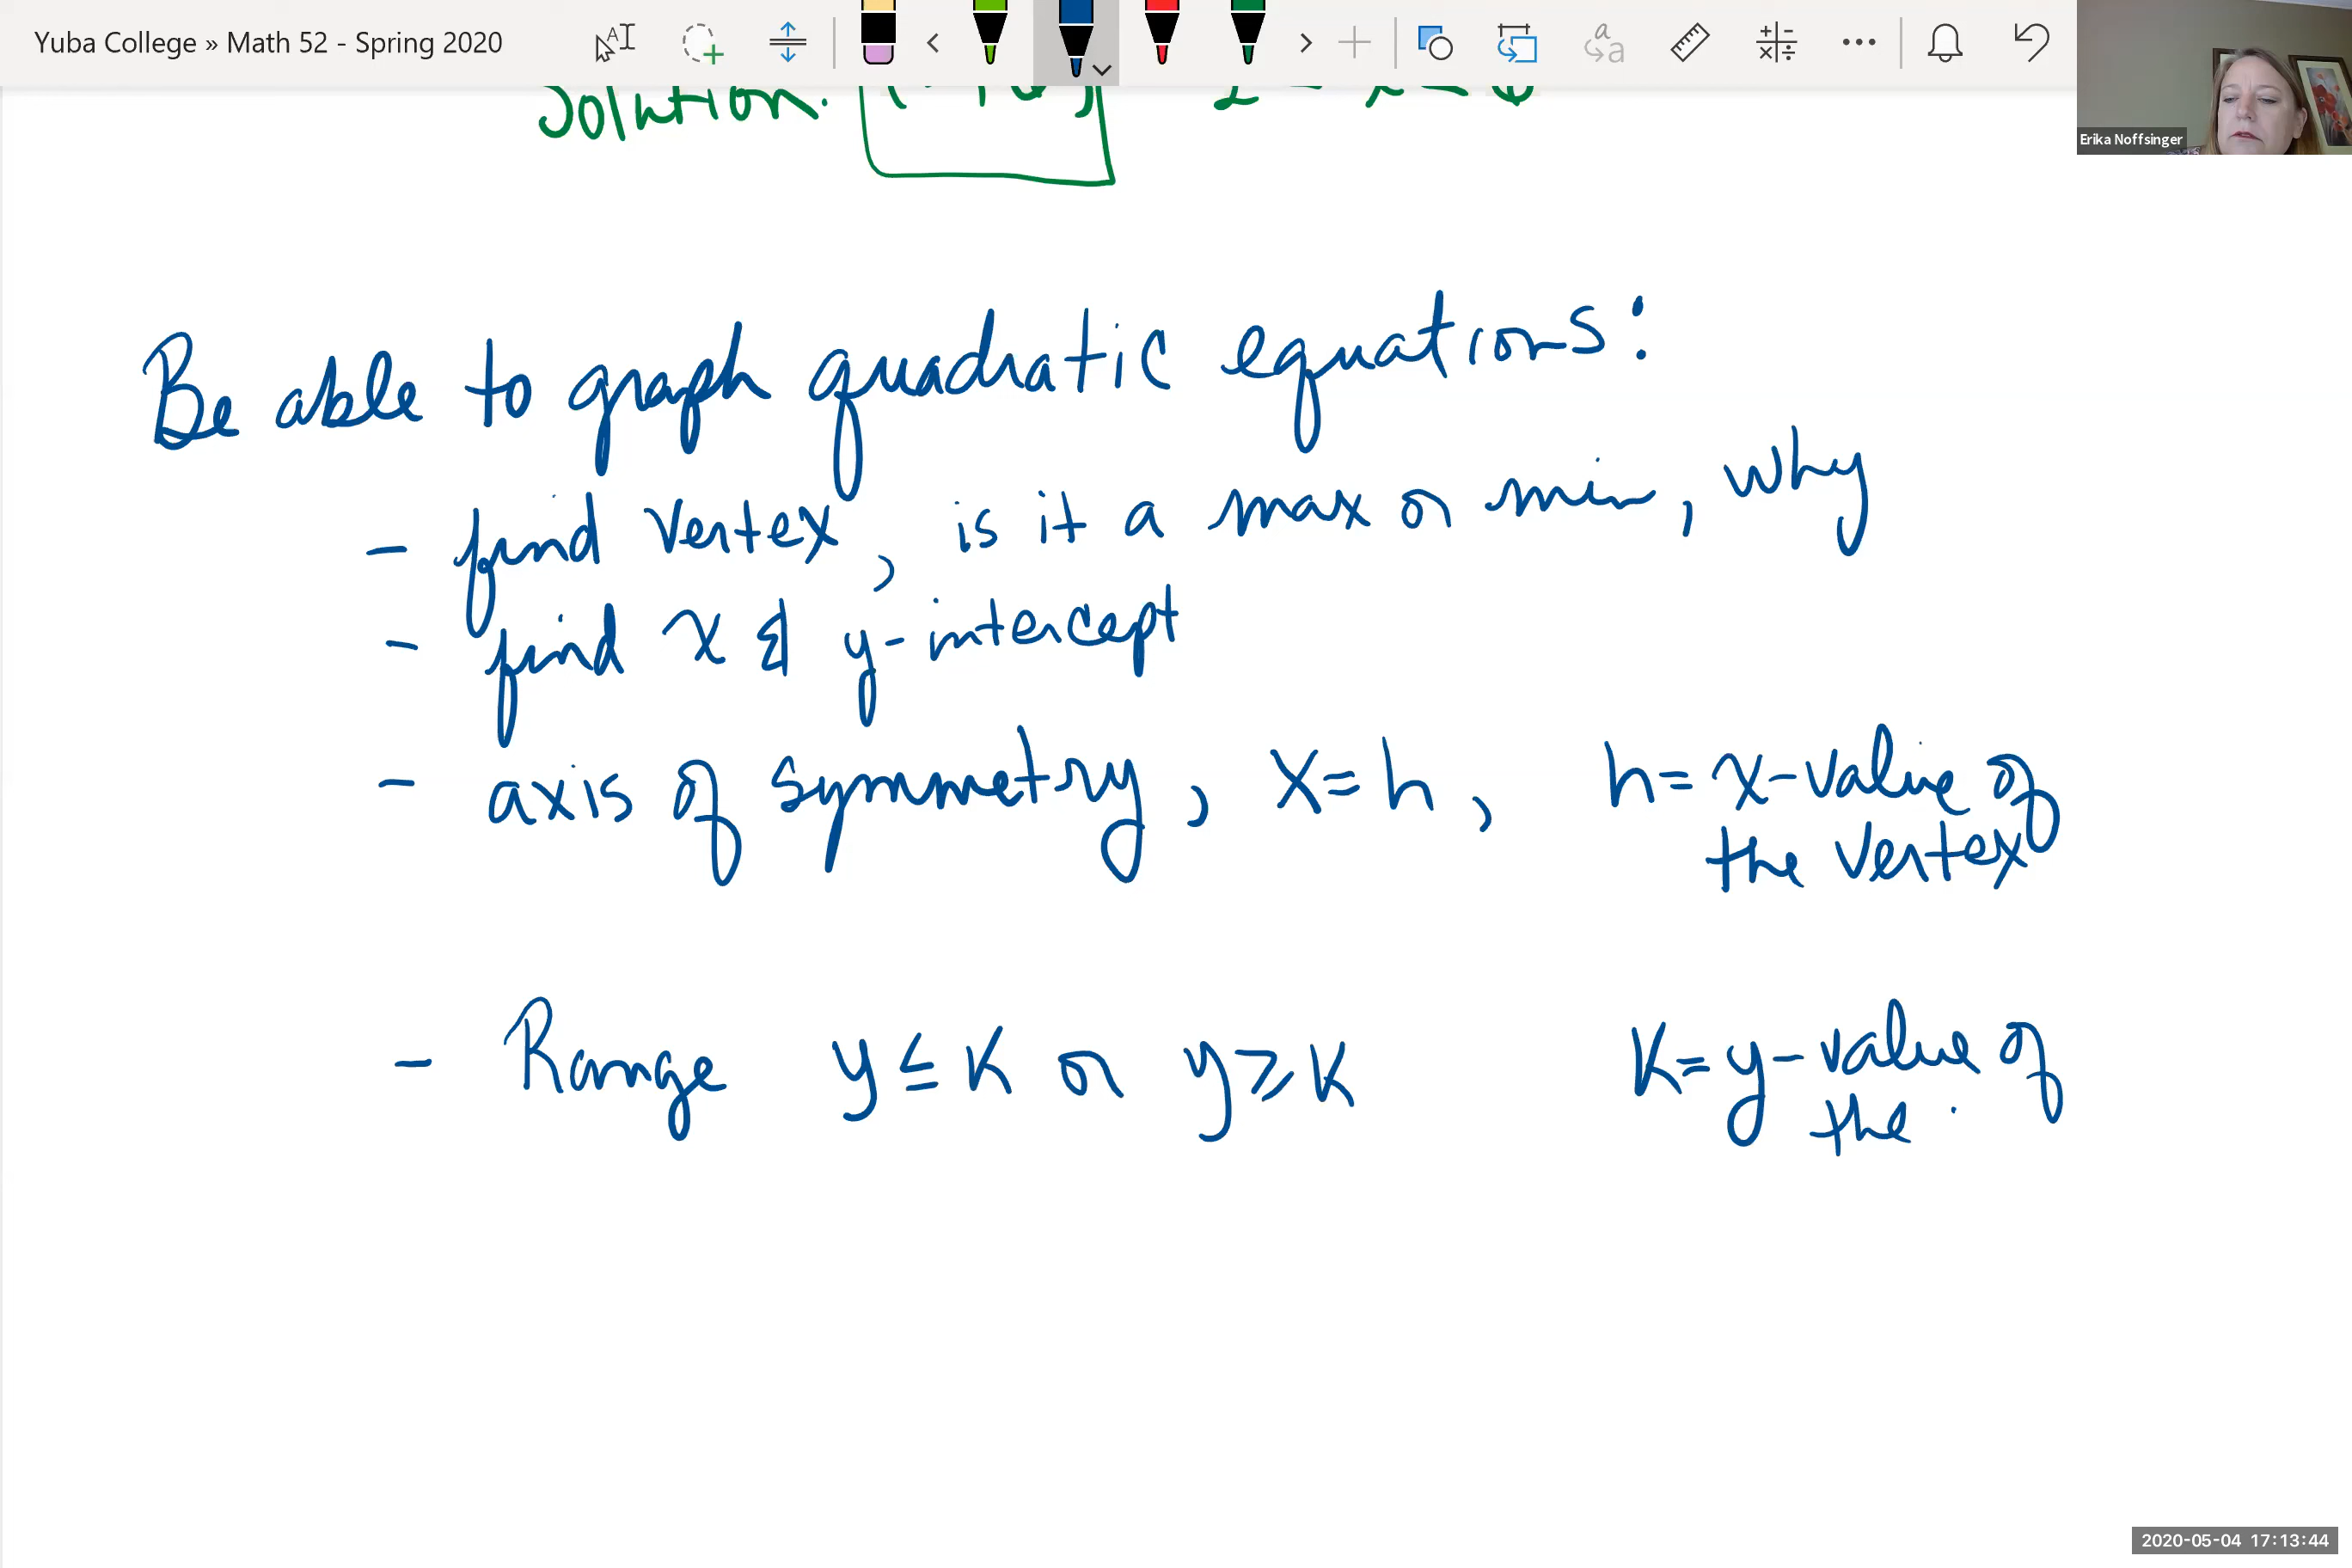 Yuba College » Math 52 - Spring 2020
Erika Noffsinger
Solution:
Be able to graph quadratic equations:
- find vertex, is it a max or min, why
- find x & y-intercept
- axis of symmetry, x=h, h= x-value of
the vertex
- Range y ≤ K or y ≥ K K= y-value of
the
2020-05-04 17:13:44